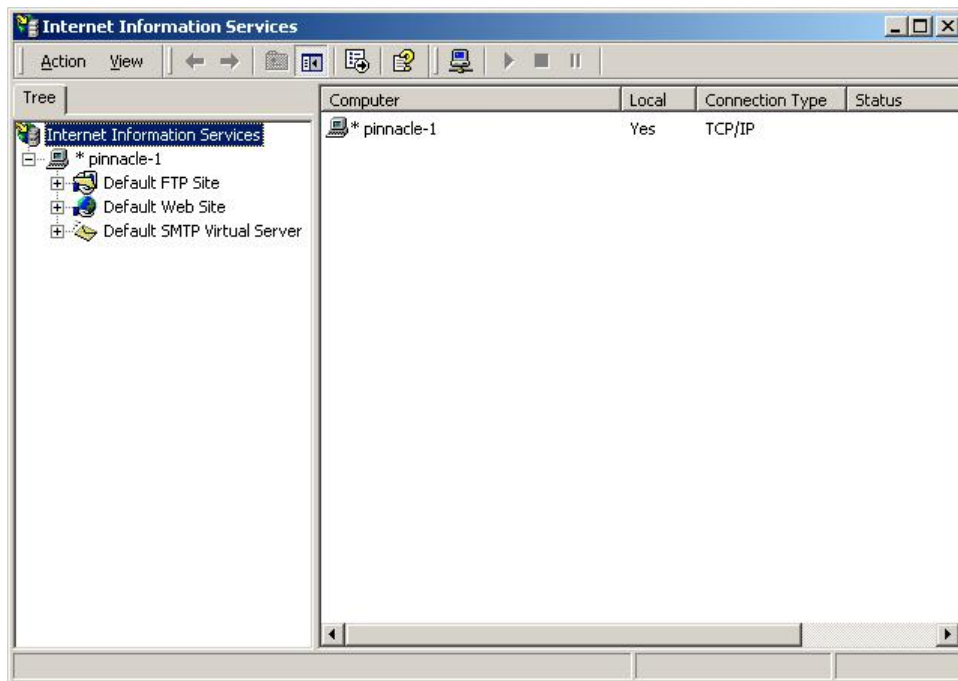 Internet Information Services
Action View
Tree
Computer Local Connection Type Status
Internet Information Services
* pinnacle-1 Yes TCP/IP
* pinnacle-1
Default FTP Site
Default Web Site
Default SMTP Virtual Server